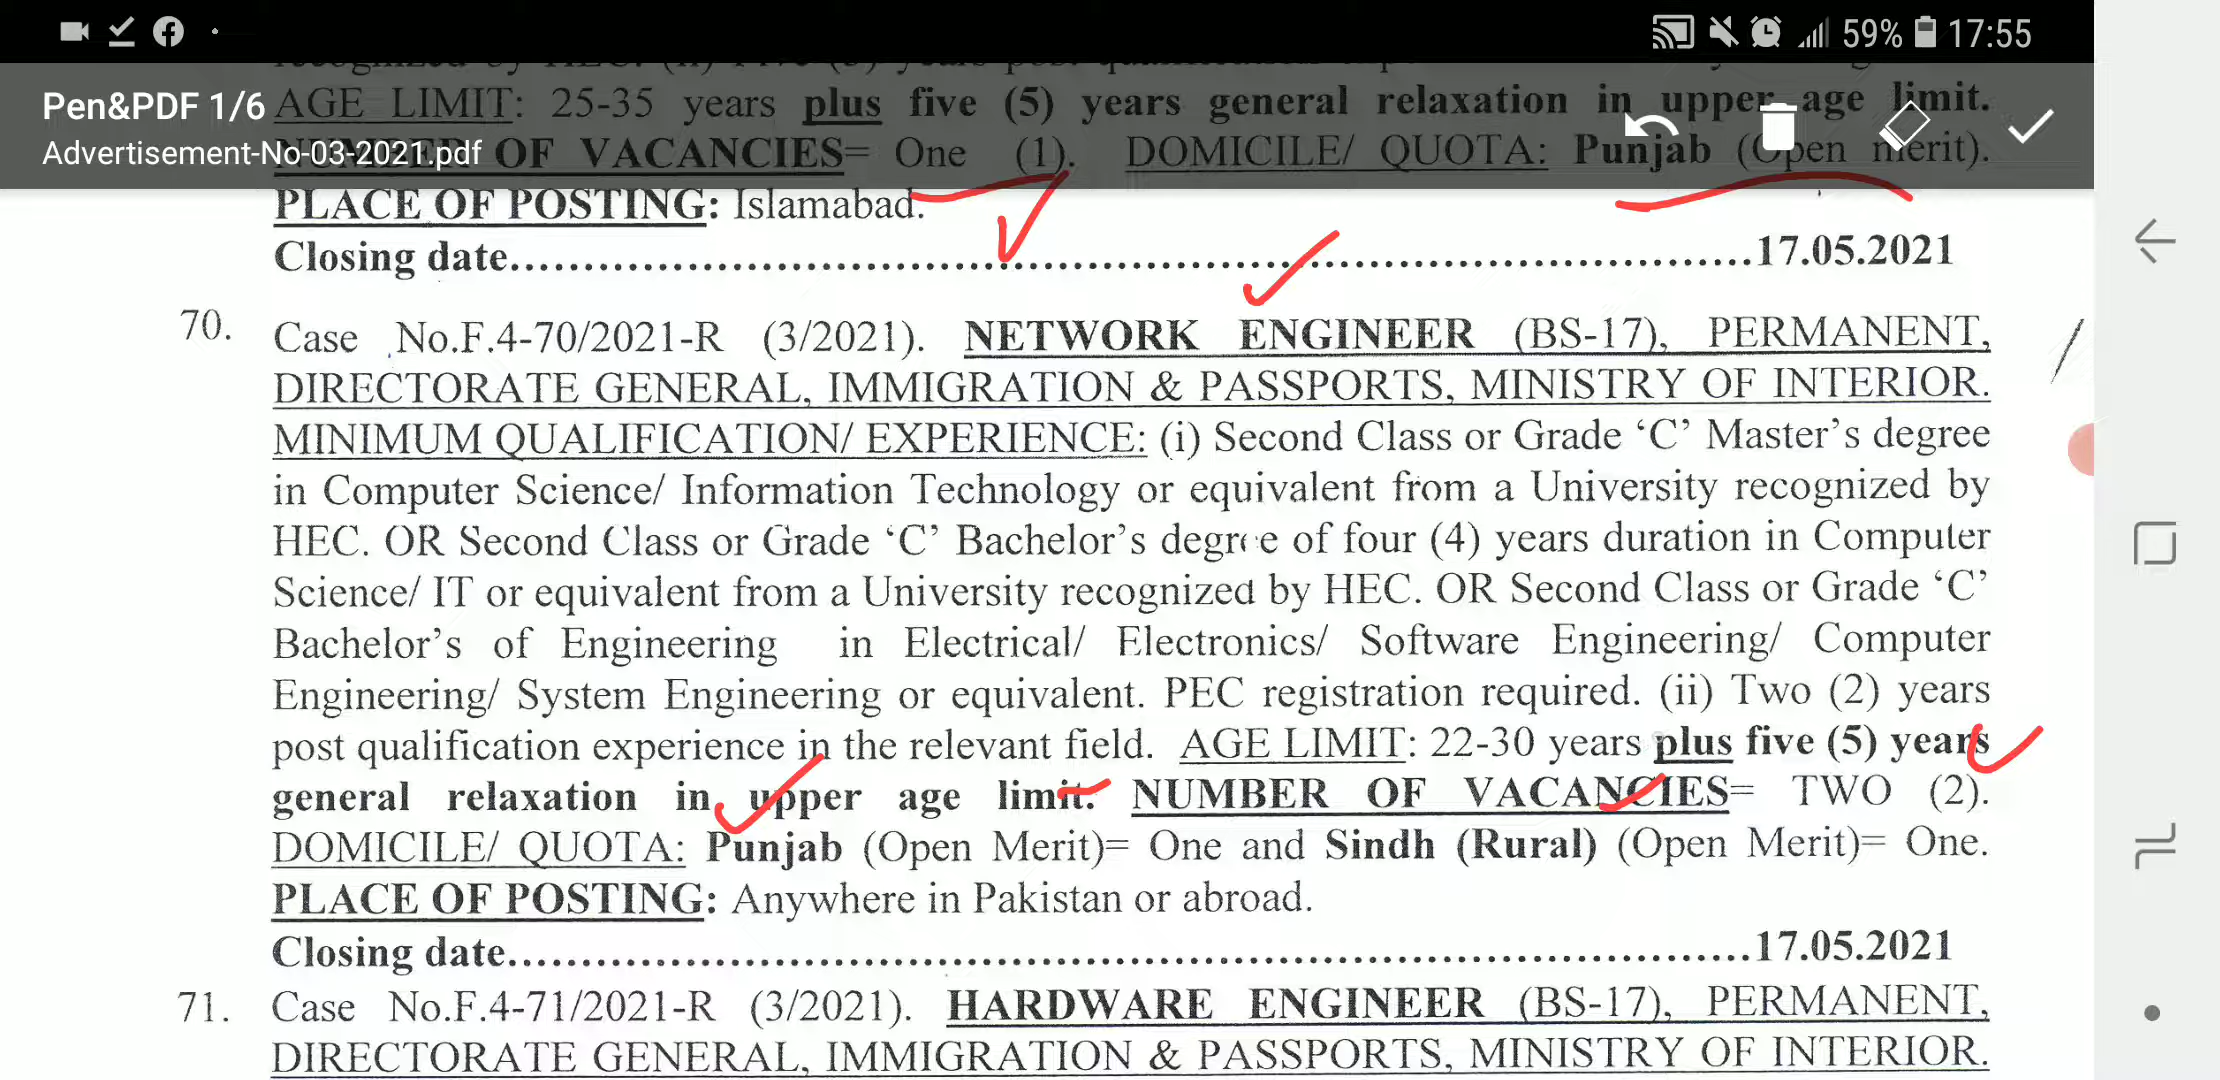 59% 17:55
Pen&PDF 1/6
Advertisement-No-03-2021.pdf
AGE LIMIT: 25-35 years plus five (5) years general relaxation in upper age limit.
NUMBER OF VACANCIES= One (1). DOMICILE/ QUOTA: Punjab (Open merit).
PLACE OF POSTING: Islamabad.
Closing date....................................................................................17.05.2021
70. Case No.F.4-70/2021-R (3/2021). NETWORK ENGINEER (BS-17), PERMANENT,
DIRECTORATE GENERAL, IMMIGRATION & PASSPORTS, MINISTRY OF INTERIOR.
MINIMUM QUALIFICATION/ EXPERIENCE: (i) Second Class or Grade ‘C’ Master’s degree
in Computer Science/ Information Technology or equivalent from a University recognized by
HEC. OR Second Class or Grade ‘C’ Bachelor’s degree of four (4) years duration in Computer
Science/ IT or equivalent from a University recognized by HEC. OR Second Class or Grade ‘C’
Bachelor’s of Engineering in Electrical/ Electronics/ Software Engineering/ Computer
Engineering/ System Engineering or equivalent. PEC registration required. (ii) Two (2) years
post qualification experience in the relevant field. AGE LIMIT: 22-30 years plus five (5) years
general relaxation in upper age limit. NUMBER OF VACANCIES= TWO (2).
DOMICILE/ QUOTA: Punjab (Open Merit)= One and Sindh (Rural) (Open Merit)= One.
PLACE OF POSTING: Anywhere in Pakistan or abroad.
Closing date....................................................................................17.05.2021
71. Case No.F.4-71/2021-R (3/2021). HARDWARE ENGINEER (BS-17), PERMANENT,
DIRECTORATE GENERAL, IMMIGRATION & PASSPORTS, MINISTRY OF INTERIOR.